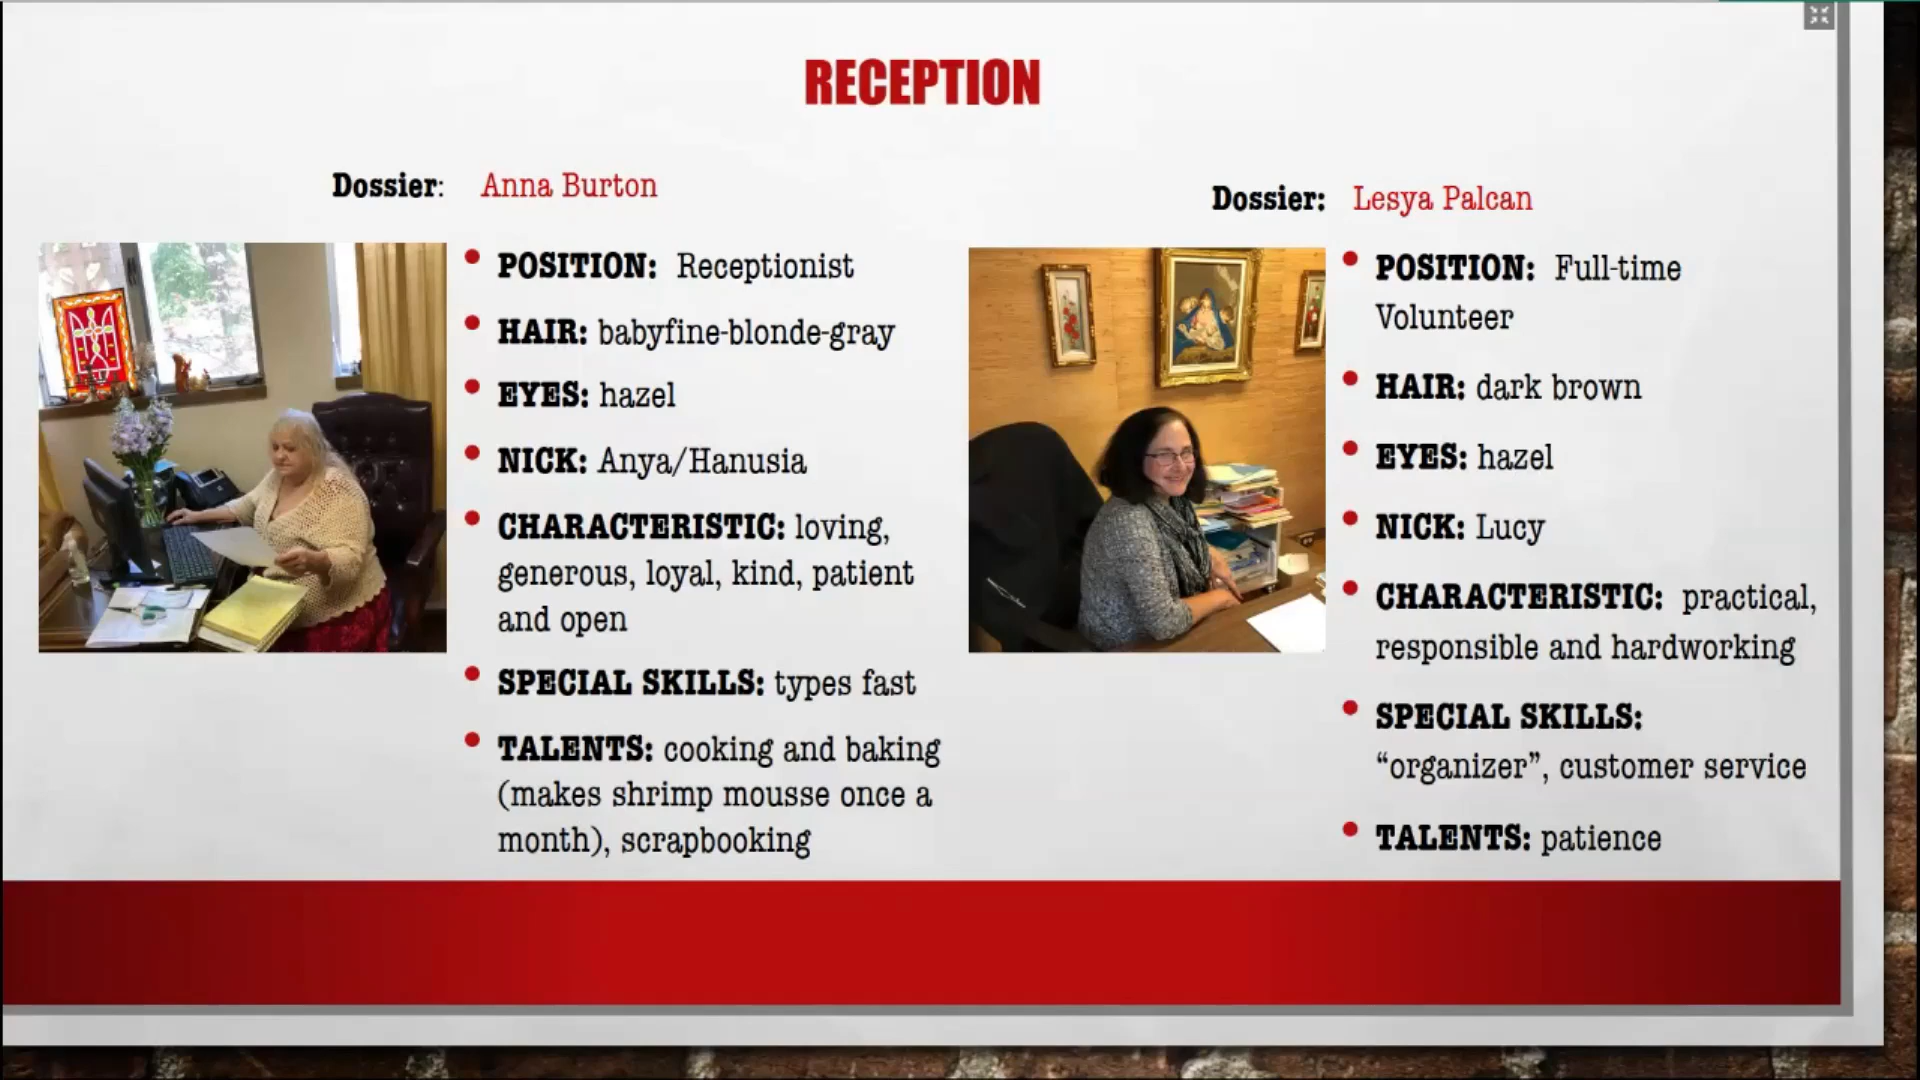 RECEPTION
Dossier: Anna Burton
POSITION: Receptionist
HAIR: babyfine-blonde-gray
EYES: hazel
NICK: Anya/Hanusia
CHARACTERISTIC: loving,
generous, loyal, kind, patient
and open
SPECIAL SKILLS: types fast
TALENTS: cooking and baking
(makes shrimp mousse once a
month), scrapbooking
Dossier: Lesya Palcan
POSITION: Full-time
Volunteer
HAIR: dark brown
EYES: hazel
NICK: Lucy
CHARACTERISTIC: practical,
responsible and hardworking
SPECIAL SKILLS:
“organizer”, customer service
TALENTS: patience